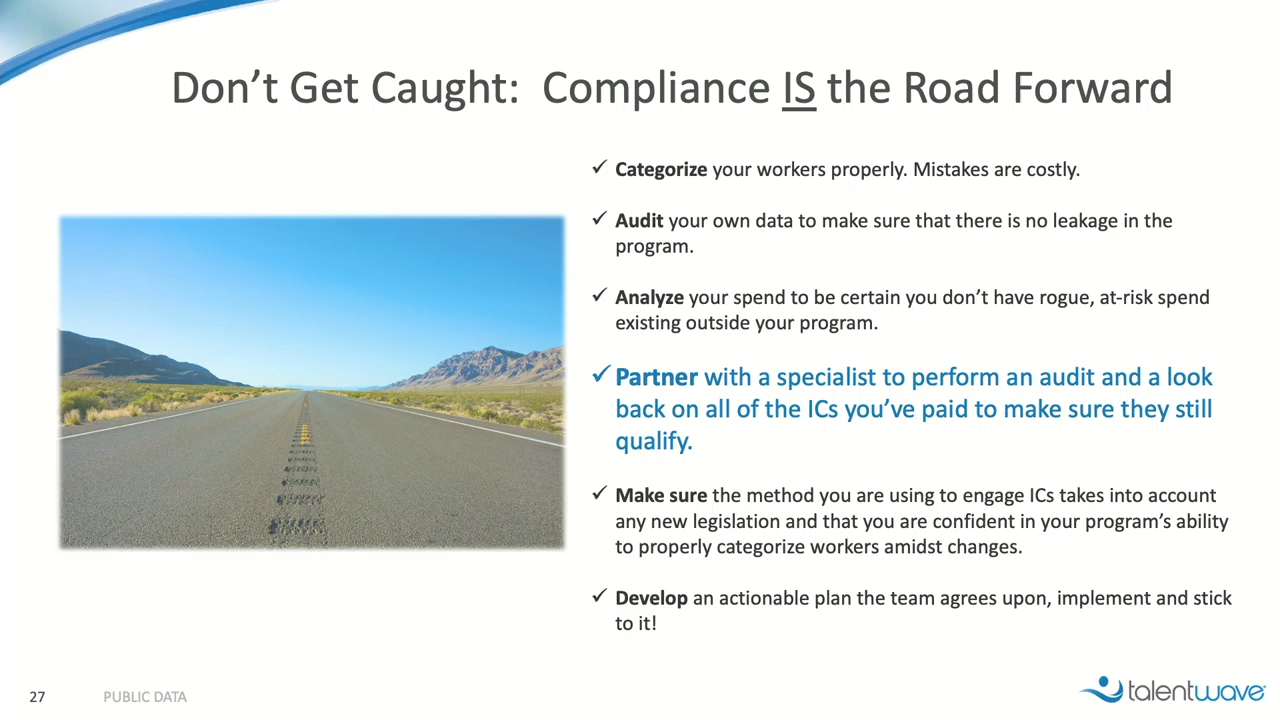 Don’t Get Caught:  Compliance IS the Road Forward
✓ Categorize your workers properly. Mistakes are costly.
✓ Audit your own data to make sure that there is no leakage in the
program.
✓ Analyze your spend to be certain you don’t have rogue, at-risk spend
existing outside your program.
✓ Partner with a specialist to perform an audit and a look
back on all of the ICs you’ve paid to make sure they still
qualify.
✓ Make sure the method you are using to engage ICs takes into account
any new legislation and that you are confident in your program’s ability
to properly categorize workers amidst changes.
✓ Develop an actionable plan the team agrees upon, implement and stick
to it!
27 PUBLIC DATA
talentwave